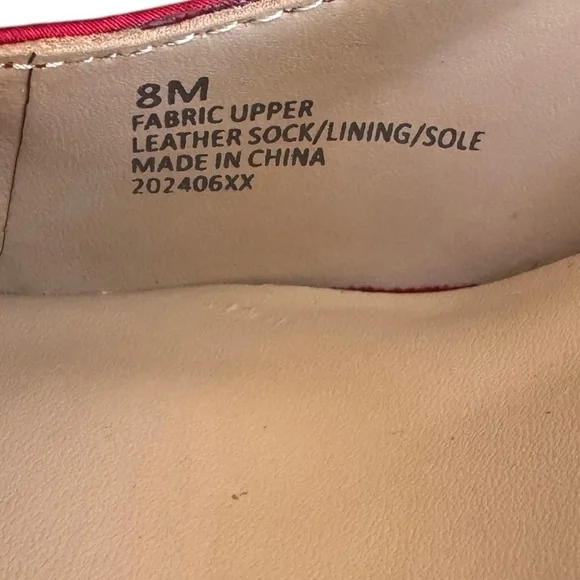 8M
FABRIC UPPER
LEATHER SOCK/LINING/SOLE
MADE IN CHINA
202406XX